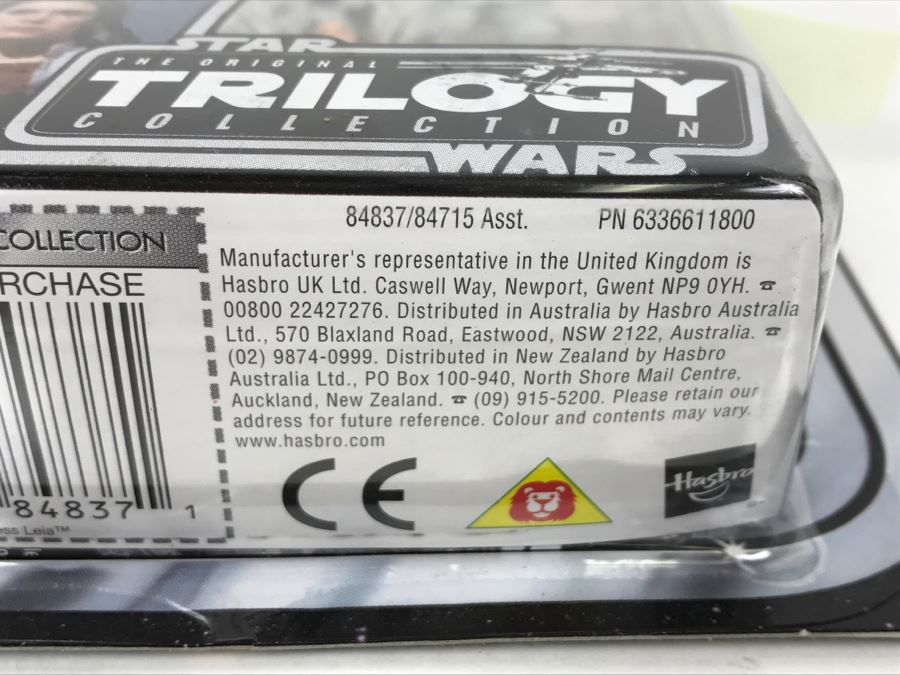 STAR
THE ORIGINAL
TRILOGY
COLLECTION
WARS
COLLECTION
84837/84715 Asst. PN 6336611800
Manufacturer's representative in the United Kingdom is
Hasbro UK Ltd. Caswell Way, Newport, Gwent NP9 0YH. ☎
00800 22427276. Distributed in Australia by Hasbro Australia
Ltd., 570 Blaxland Road, Eastwood, NSW 2122, Australia. ☎
(02) 9874-0999. Distributed in New Zealand by Hasbro
Australia Ltd., PO Box 100-940, North Shore Mail Centre,
Auckland, New Zealand. ☎ (09) 915-5200. Please retain our
address for future reference. Colour and contents may vary.
www.hasbro.com
RCHASE
84837 1
ess Leia™
CE
Hasbro